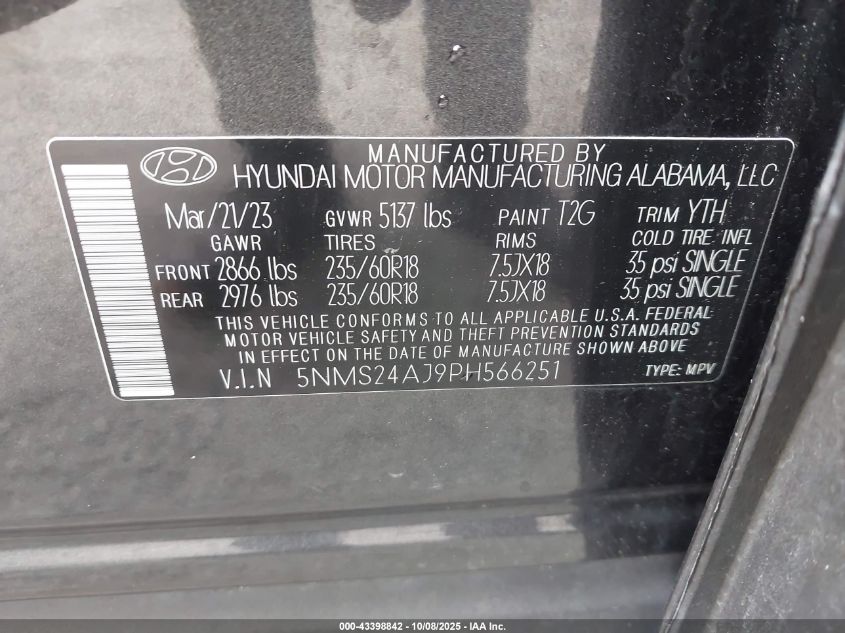 MANUFACTURED BY
HYUNDAI MOTOR MANUFACTURING ALABAMA, LLC
Mar/21/23 GVWR 5137 lbs PAINT T2G TRIM YTH
GAWR TIRES RIMS COLD TIRE INFL
FRONT 2866 lbs 235/60R18 7.5JX18 35 psi SINGLE
REAR 2976 lbs 235/60R18 7.5JX18 35 psi SINGLE
THIS VEHICLE CONFORMS TO ALL APPLICABLE U.S.A. FEDERAL
MOTOR VEHICLE SAFETY AND THEFT PREVENTION STANDARDS
IN EFFECT ON THE DATE OF MANUFACTURE SHOWN ABOVE
V.I.N 5NMS24AJ9PH566251 TYPE: MPV
000-43398842 - 10/08/2025 - IAA Inc.